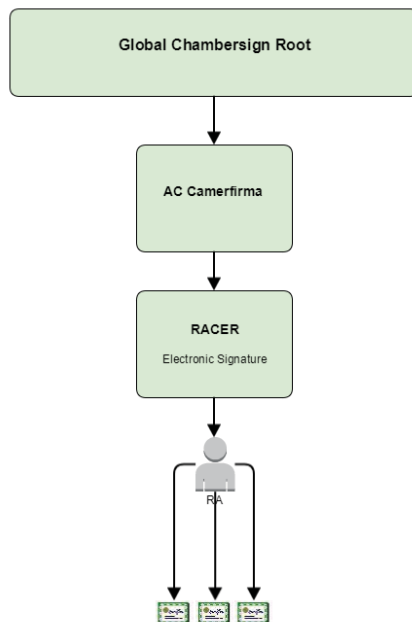 Global Chambersign Root
AC Camerfirma
RACER
Electronic Signature
RA